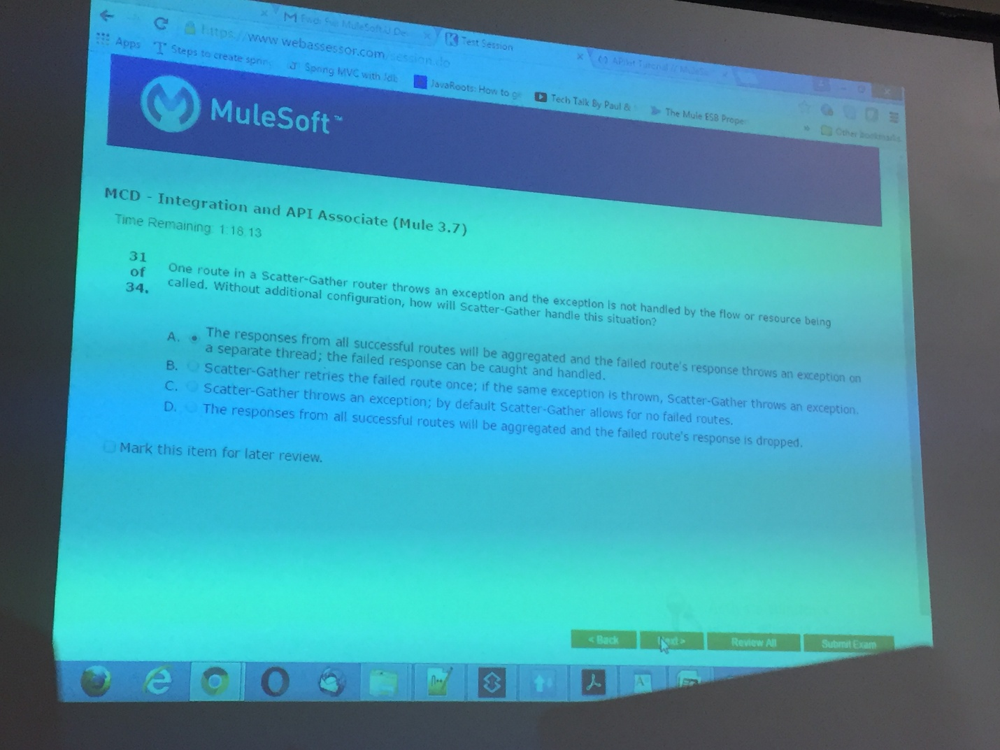 Fwd: Fw: MuleSoft U De
Test Session
https://www.webassessor.com/session.do
Apps
Steps to create sprin
Spring MVC with Jdb
JavaRoots: How to g
Tech Talk By Paul &
The Mule ESB Prope
Other bookmarks
MuleSoft™
MCD - Integration and API Associate (Mule 3.7)
Time Remaining: 1:18:13
31
of
34.
One route in a Scatter-Gather router throws an exception and the exception is not handled by the flow or resource being
called. Without additional configuration, how will Scatter-Gather handle this situation?
A. The responses from all successful routes will be aggregated and the failed route's response throws an exception on
a separate thread; the failed response can be caught and handled.
B. Scatter-Gather retries the failed route once; if the same exception is thrown, Scatter-Gather throws an exception.
C. Scatter-Gather throws an exception; by default Scatter-Gather allows for no failed routes.
D. The responses from all successful routes will be aggregated and the failed route's response is dropped.
Mark this item for later review.
< Back
Next >
Review All
Submit Exam